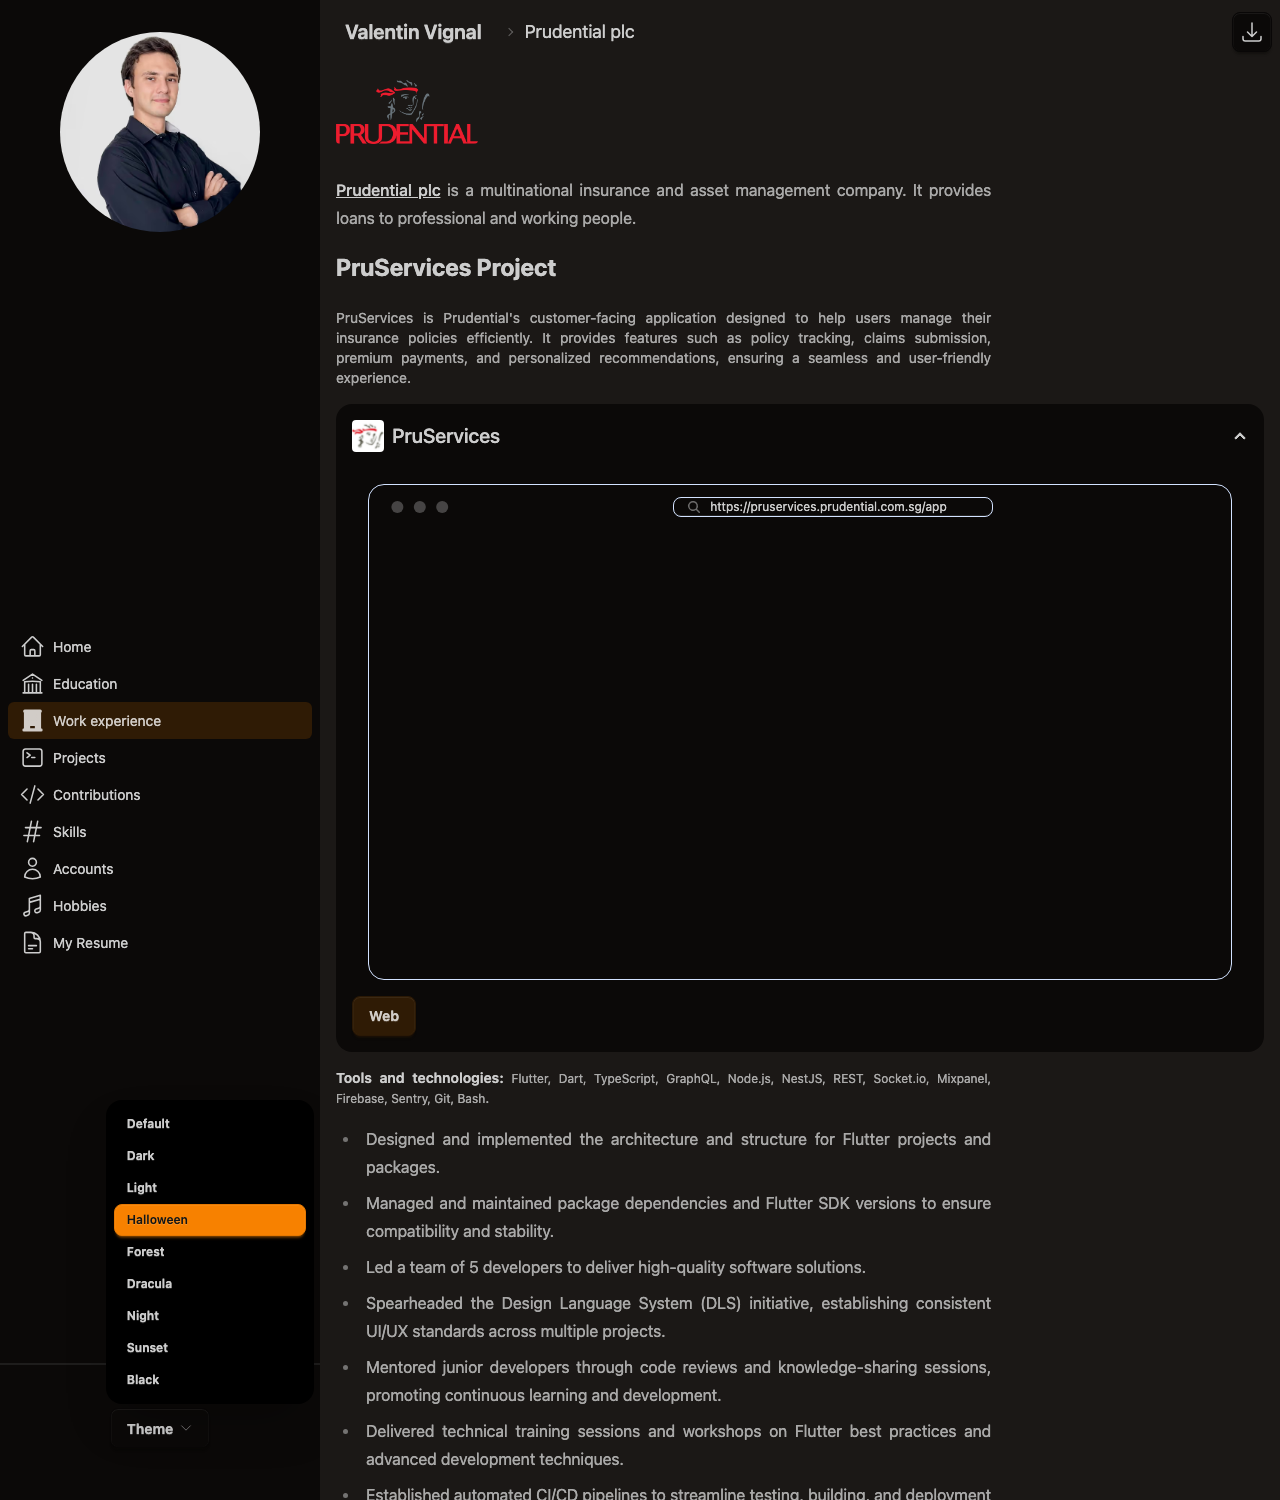 Valentin Vignal
Prudential plc
PRUDENTIAL
Prudential plc is a multinational insurance and asset management company. It provides
loans to professional and working people.
PruServices Project
PruServices is Prudential's customer-facing application designed to help users manage their
insurance policies efficiently. It provides features such as policy tracking, claims submission,
premium payments, and personalized recommendations, ensuring a seamless and user-friendly
experience.
PruServices
https://pruservices.prudential.com.sg/app
Home
Education
Work experience
Projects
Contributions
Skills
Accounts
Hobbies
My Resume
Web
Tools and technologies: Flutter, Dart, TypeScript, GraphQL, Node.js, NestJS, REST, Socket.io, Mixpanel,
Firebase, Sentry, Git, Bash.
Default
Dark
Light
Halloween
Forest
Dracula
Night
Sunset
Black
Theme
Designed and implemented the architecture and structure for Flutter projects and
packages.
Managed and maintained package dependencies and Flutter SDK versions to ensure
compatibility and stability.
Led a team of 5 developers to deliver high-quality software solutions.
Spearheaded the Design Language System (DLS) initiative, establishing consistent
UI/UX standards across multiple projects.
Mentored junior developers through code reviews and knowledge-sharing sessions,
promoting continuous learning and development.
Delivered technical training sessions and workshops on Flutter best practices and
advanced development techniques.
Established automated CI/CD pipelines to streamline testing, building, and deployment